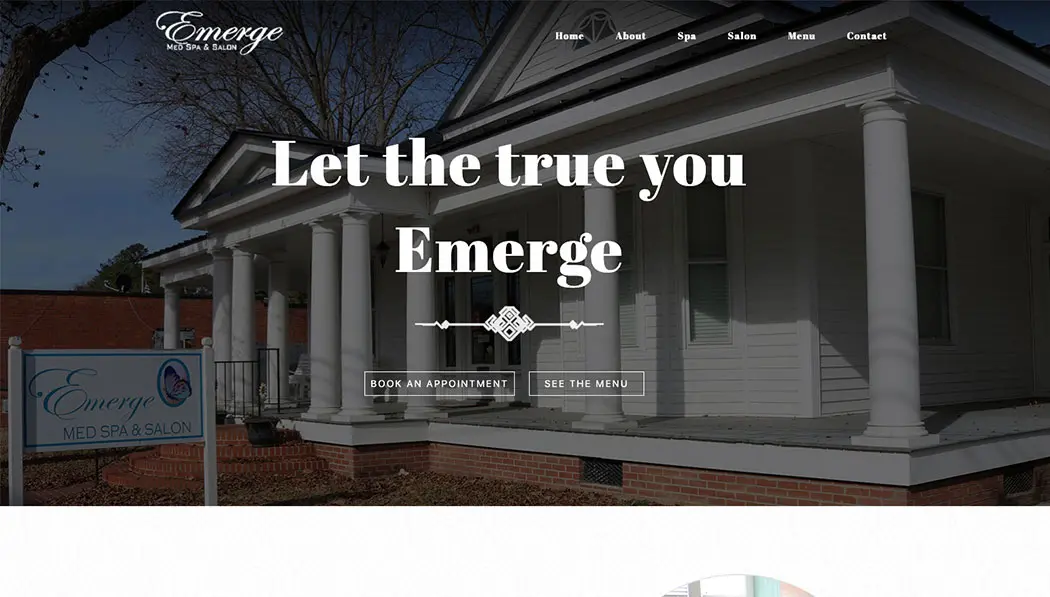 Emerge
MED SPA & SALON
Home About Spa Salon Menu Contact
Let the true you
Emerge
BOOK AN APPOINTMENT SEE THE MENU
Emerge
MED SPA & SALON